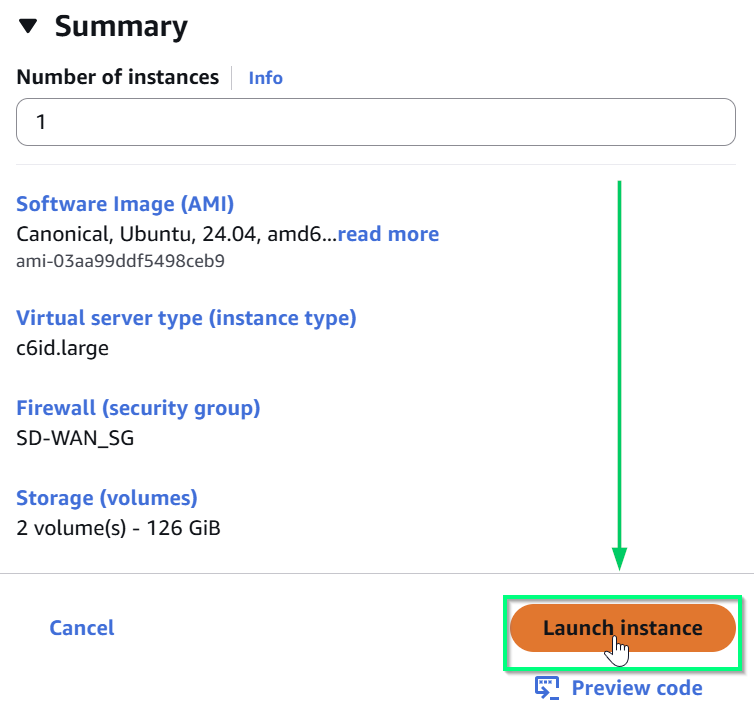 Summary
Number of instances Info
1
Software Image (AMI)
Canonical, Ubuntu, 24.04, amd6...read more
ami-03aa99ddf5498ceb9
Virtual server type (instance type)
c6id.large
Firewall (security group)
SD-WAN_SG
Storage (volumes)
2 volume(s) - 126 GiB
Cancel
Launch instance
Preview code